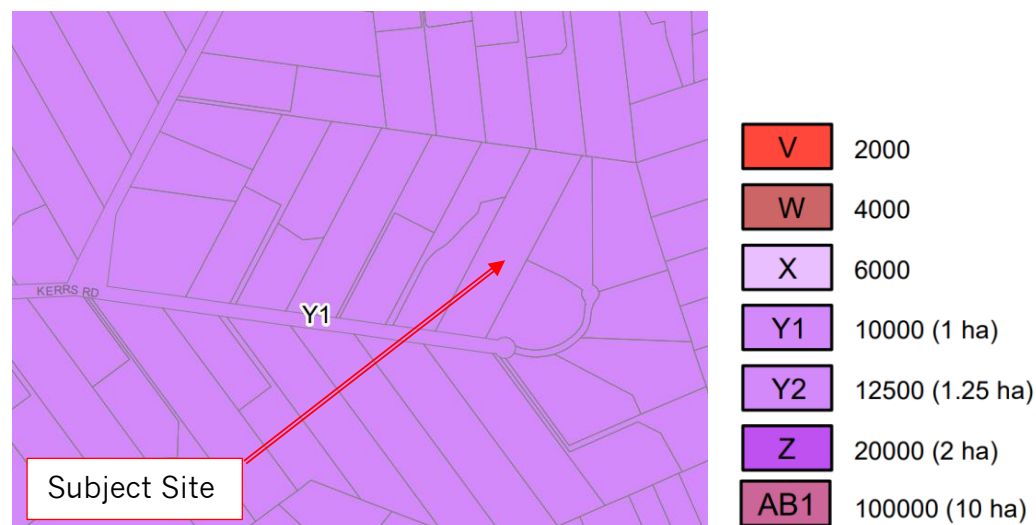 KERRS RD
Y1
Subject Site
V 2000
W 4000
X 6000
Y1 10000 (1 ha)
Y2 12500 (1.25 ha)
Z 20000 (2 ha)
AB1 100000 (10 ha)